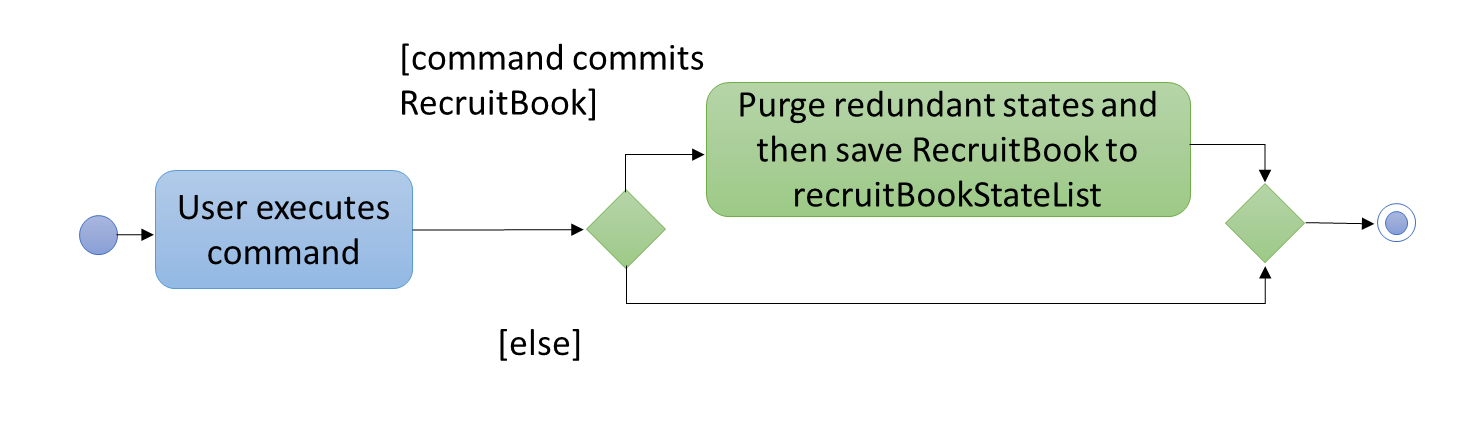 [command commits
RecruitBook]
Purge redundant states and
then save RecruitBook to
recruitBookStateList
User executes
command
[else]